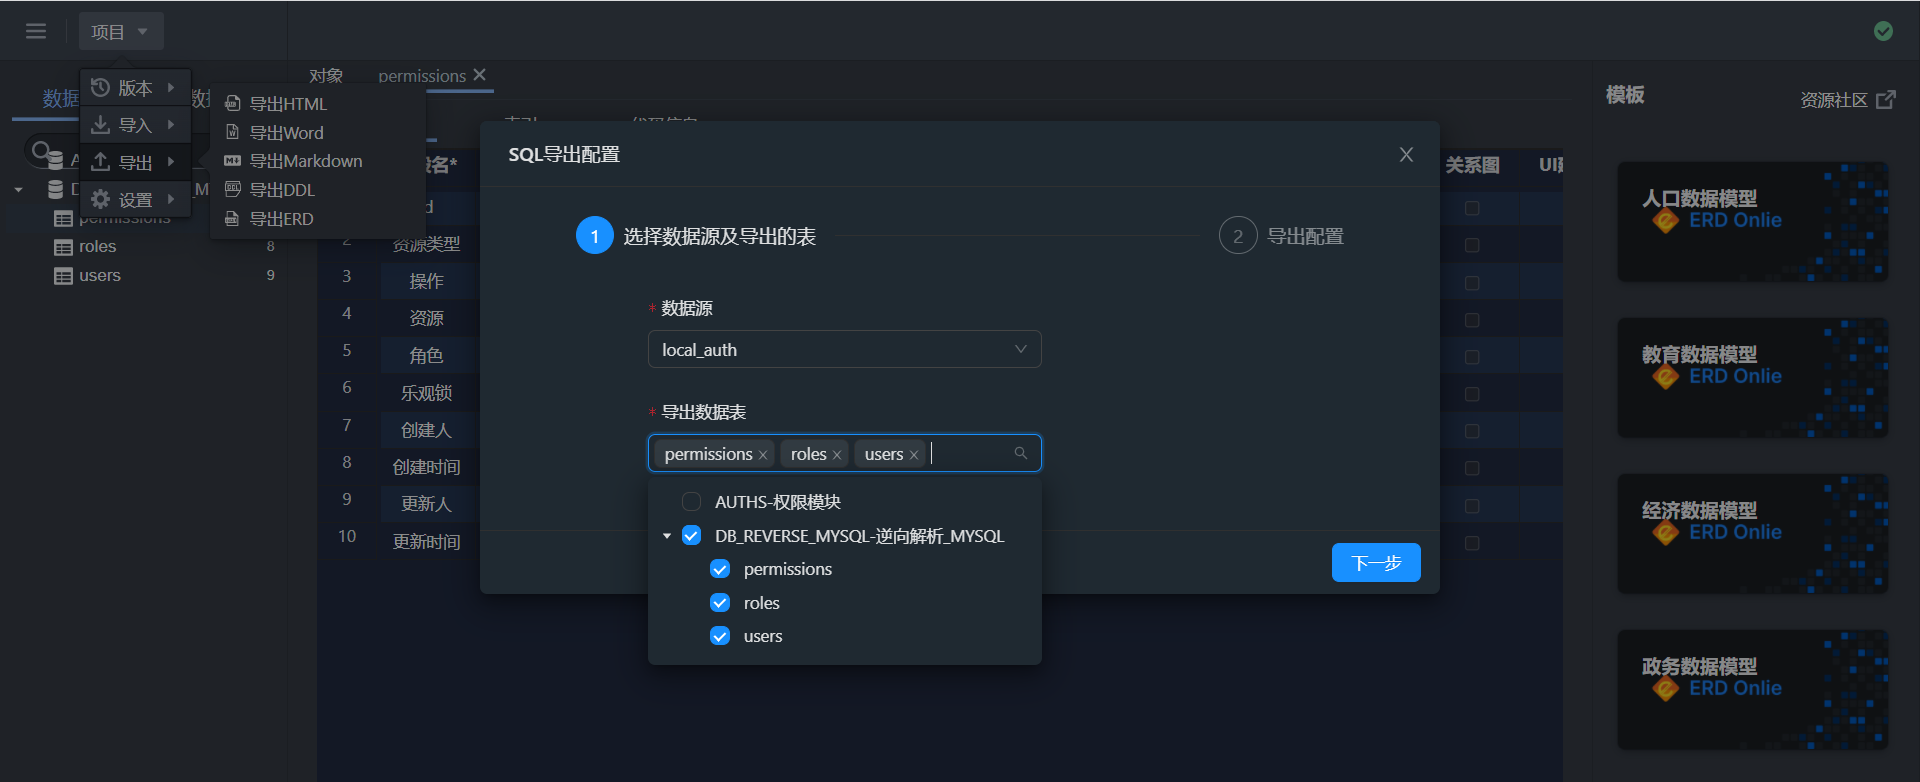 项目
版本
导入
导出
设置
导出HTML
导出Word
导出Markdown
导出DDL
导出ERD
数据
permissions
roles 8
users 9
对象 permissions
名*
2 资源类型
3 操作
4 资源
5 角色
6 乐观锁
7 创建人
8 创建时间
9 更新人
10 更新时间
关系图
SQL导出配置
1 选择数据源及导出的表
2 导出配置
* 数据源
local_auth
* 导出数据表
permissions roles users
AUTHS-权限模块
DB_REVERSE_MYSQL-逆向解析_MYSQL
permissions
roles
users
下一步
模板
资源社区
人口数据模型
ERD Onlie
教育数据模型
ERD Onlie
经济数据模型
ERD Onlie
政务数据模型
ERD Onlie